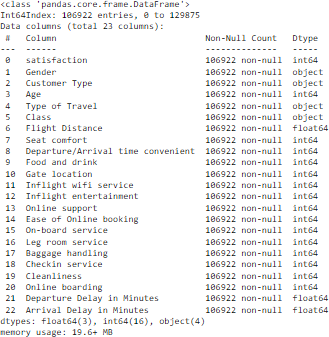 <class 'pandas.core.frame.DataFrame'>
Int64Index: 106922 entries, 0 to 129875
Data columns (total 23 columns):
 #   Column                             Non-Null Count   Dtype
---  ------                             --------------   -----
 0   satisfaction                       106922 non-null  int64
 1   Gender                             106922 non-null  object
 2   Customer Type                      106922 non-null  object
 3   Age                                106922 non-null  int64
 4   Type of Travel                     106922 non-null  object
 5   Class                              106922 non-null  object
 6   Flight Distance                    106922 non-null  float64
 7   Seat comfort                       106922 non-null  int64
 8   Departure/Arrival time convenient  106922 non-null  int64
 9   Food and drink                     106922 non-null  int64
 10  Gate location                      106922 non-null  int64
 11  Inflight wifi service              106922 non-null  int64
 12  Inflight entertainment             106922 non-null  int64
 13  Online support                     106922 non-null  int64
 14  Ease of Online booking             106922 non-null  int64
 15  On-board service                   106922 non-null  int64
 16  Leg room service                   106922 non-null  int64
 17  Baggage handling                   106922 non-null  int64
 18  Checkin service                    106922 non-null  int64
 19  Cleanliness                        106922 non-null  int64
 20  Online boarding                    106922 non-null  int64
 21  Departure Delay in Minutes         106922 non-null  float64
 22  Arrival Delay in Minutes           106922 non-null  float64
dtypes: float64(3), int64(16), object(4)
memory usage: 19.6+ MB